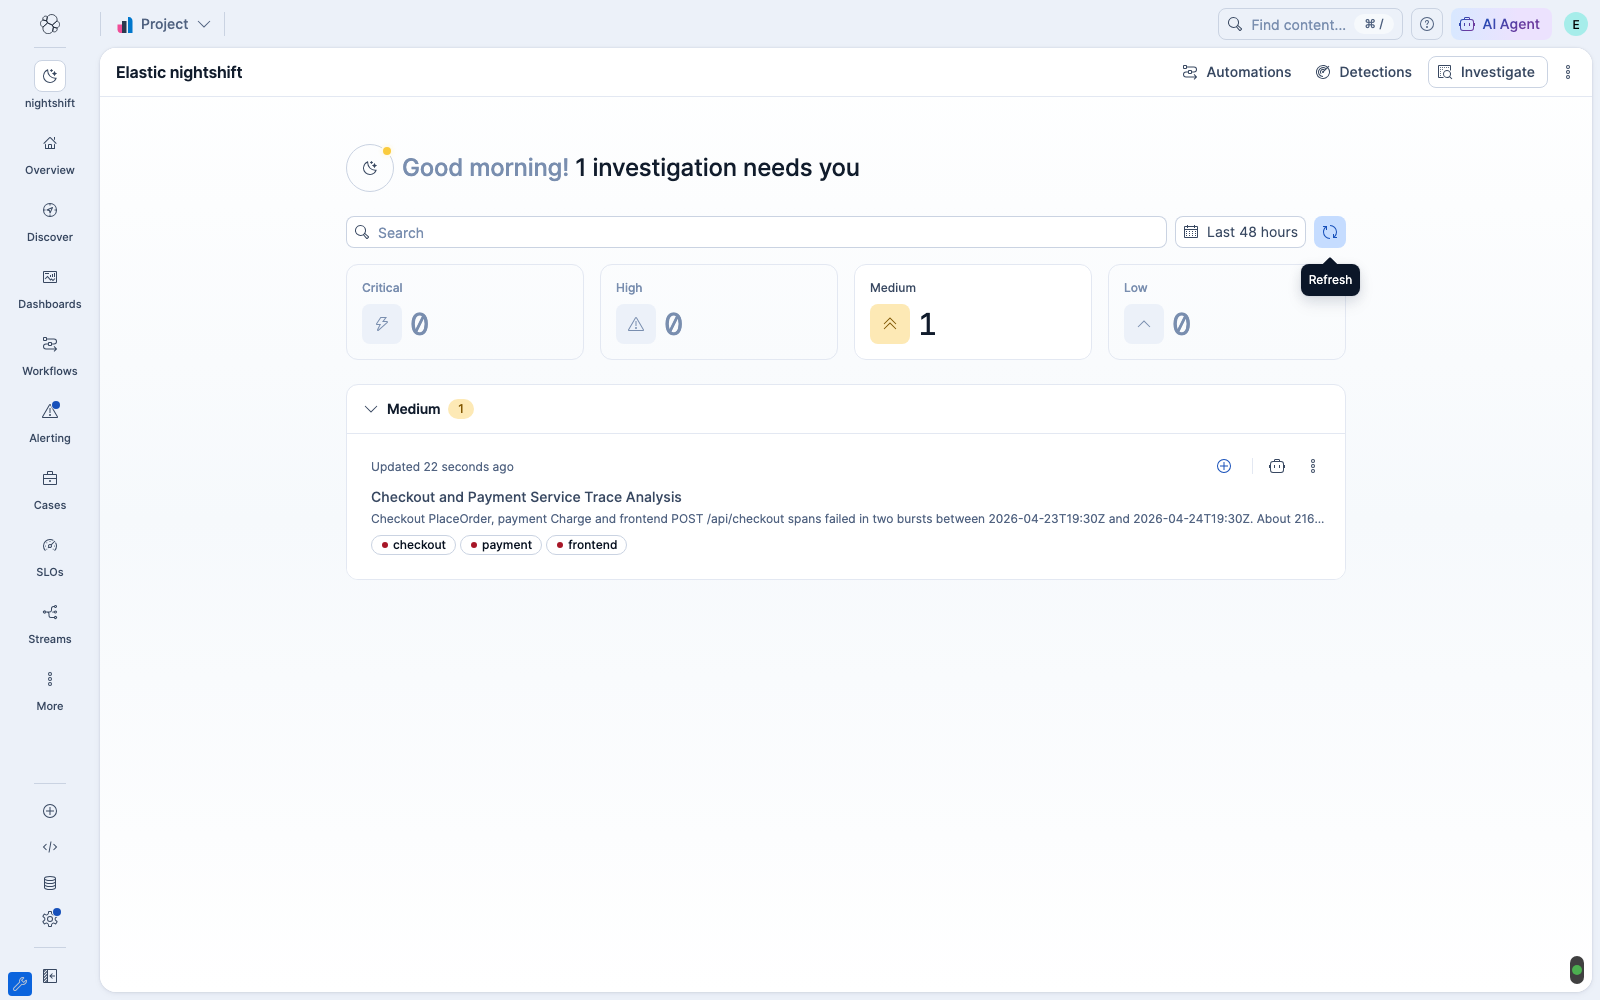 Project
Find content... ⌘ /
AI Agent
E
nightshift
Overview
Discover
Dashboards
Workflows
Alerting
Cases
SLOs
Streams
More
Elastic nightshift
Automations
Detections
Investigate
Good morning! 1 investigation needs you
Search
Last 48 hours
Refresh
Critical
0
High
0
Medium
1
Low
0
Medium 1
Updated 22 seconds ago
Checkout and Payment Service Trace Analysis
Checkout PlaceOrder, payment Charge and frontend POST /api/checkout spans failed in two bursts between 2026-04-23T19:30Z and 2026-04-24T19:30Z. About 216...
checkout payment frontend